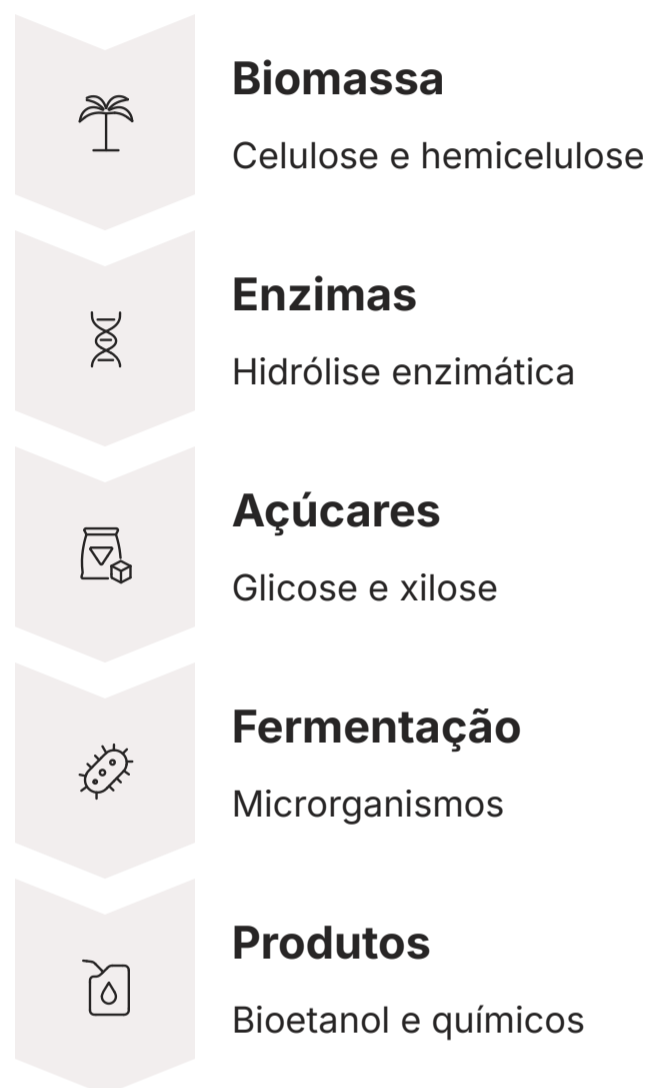 Biomassa
Celulose e hemicelulose
Enzimas
Hidrólise enzimática
Açúcares
Glicose e xilose
Fermentação
Microrganismos
Produtos
Bioetanol e químicos